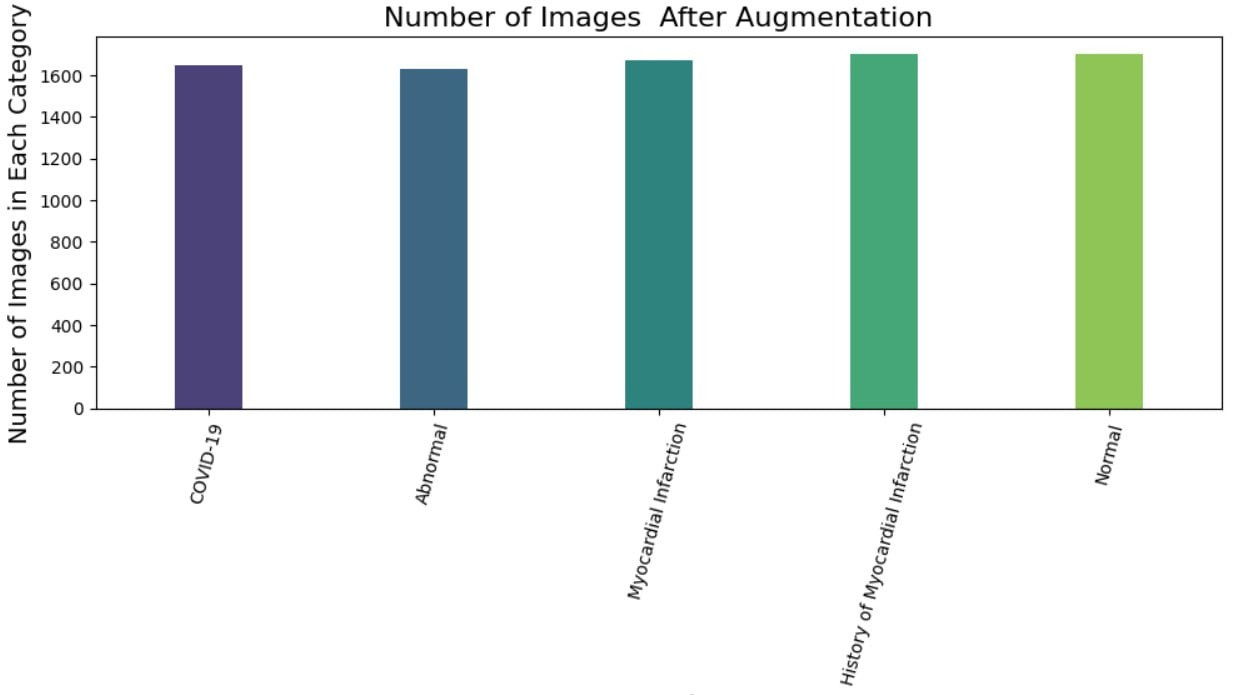 Number of Images  After Augmentation
Number of Images in Each Category
1600
1400
1200
1000
800
600
400
200
0
COVID-19
Abnormal
Myocardial Infarction
History of Myocardial Infarction
Normal